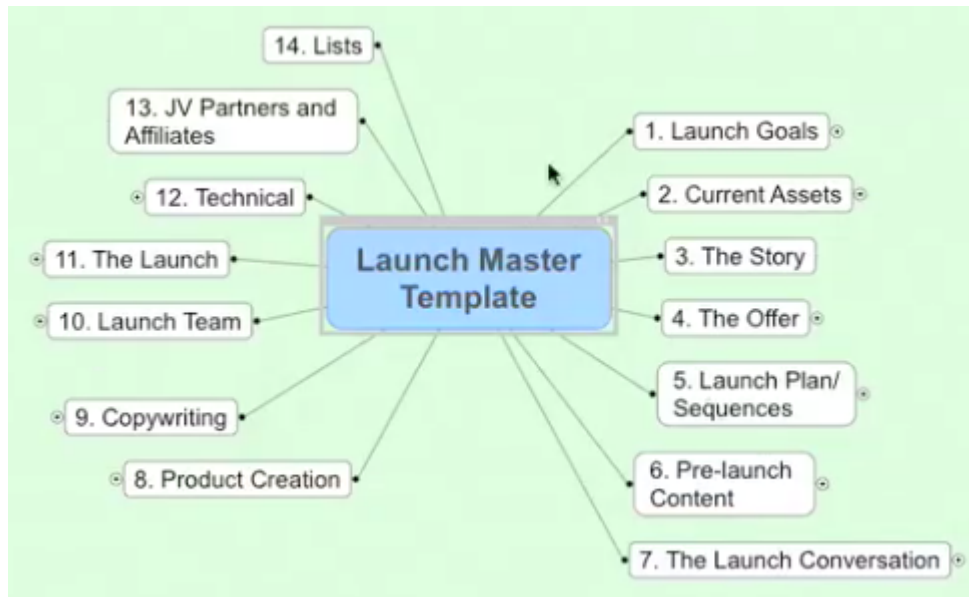 Launch Master
Template
1. Launch Goals
2. Current Assets
3. The Story
4. The Offer
5. Launch Plan/
Sequences
6. Pre-launch
Content
7. The Launch Conversation
8. Product Creation
9. Copywriting
10. Launch Team
11. The Launch
12. Technical
13. JV Partners and
Affiliates
14. Lists